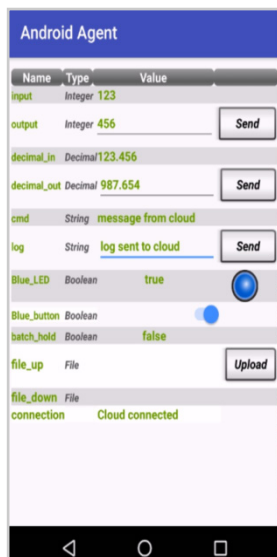 Android Agent
Name Type Value
input Integer 123
output Integer 456 Send
decimal_in Decimal 123.456
decimal_out Decimal 987.654 Send
cmd String message from cloud
log String log sent to cloud Send
Blue_LED Boolean true
Blue_button Boolean
batch_hold Boolean false
file_up File Upload
file_down File
connection Cloud connected